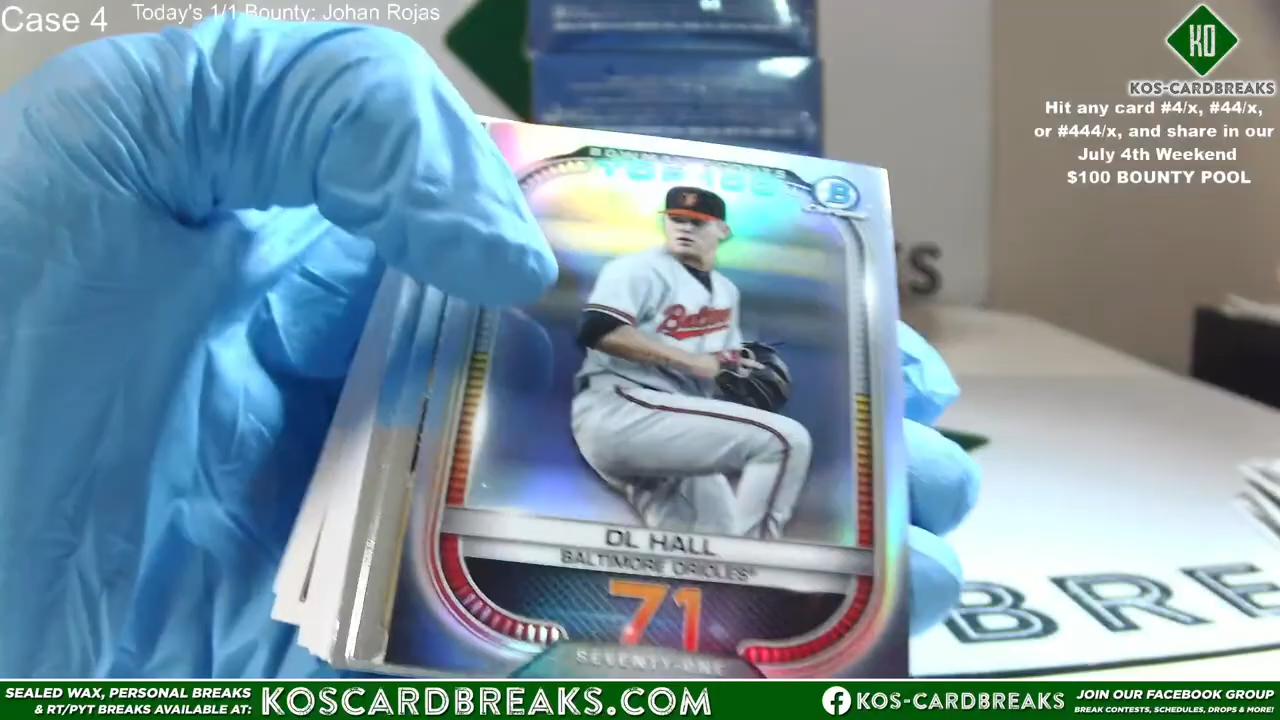 Case 4
Today's 1/1 Bounty: Johan Rojas
KO
KOS-CARDBREAKS
Hit any card #4/x, #44/x,
or #444/x, and share in our
July 4th Weekend
$100 BOUNTY POOL
TOP 100
B
KS
DL HALL
BALTIMORE ORIOLES
71
SEVENTY-ONE
BRE
SEALED WAX, PERSONAL BREAKS
& RT/PYT BREAKS AVAILABLE AT:
KOSCARDBREAKS.COM
KOS-CARDBREAKS
JOIN OUR FACEBOOK GROUP
BREAK CONTESTS, SCHEDULES, DROPS & MORE!